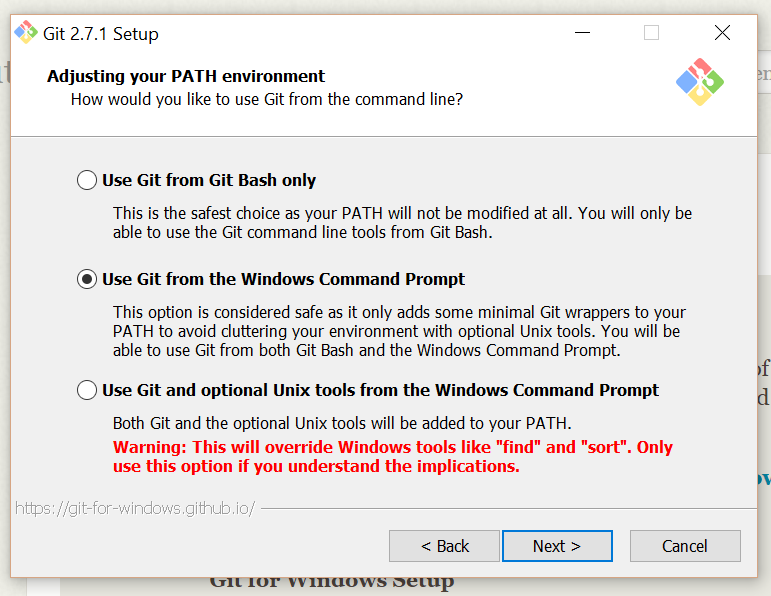 Git 2.7.1 Setup
Adjusting your PATH environment
How would you like to use Git from the command line?
Use Git from Git Bash only
This is the safest choice as your PATH will not be modified at all. You will only be
able to use the Git command line tools from Git Bash.
Use Git from the Windows Command Prompt
This option is considered safe as it only adds some minimal Git wrappers to your
PATH to avoid cluttering your environment with optional Unix tools. You will be
able to use Git from both Git Bash and the Windows Command Prompt.
Use Git and optional Unix tools from the Windows Command Prompt
Both Git and the optional Unix tools will be added to your PATH.
Warning: This will override Windows tools like "find" and "sort". Only
use this option if you understand the implications.
https://git-for-windows.github.io/
< Back Next > Cancel
Git for Windows Setup